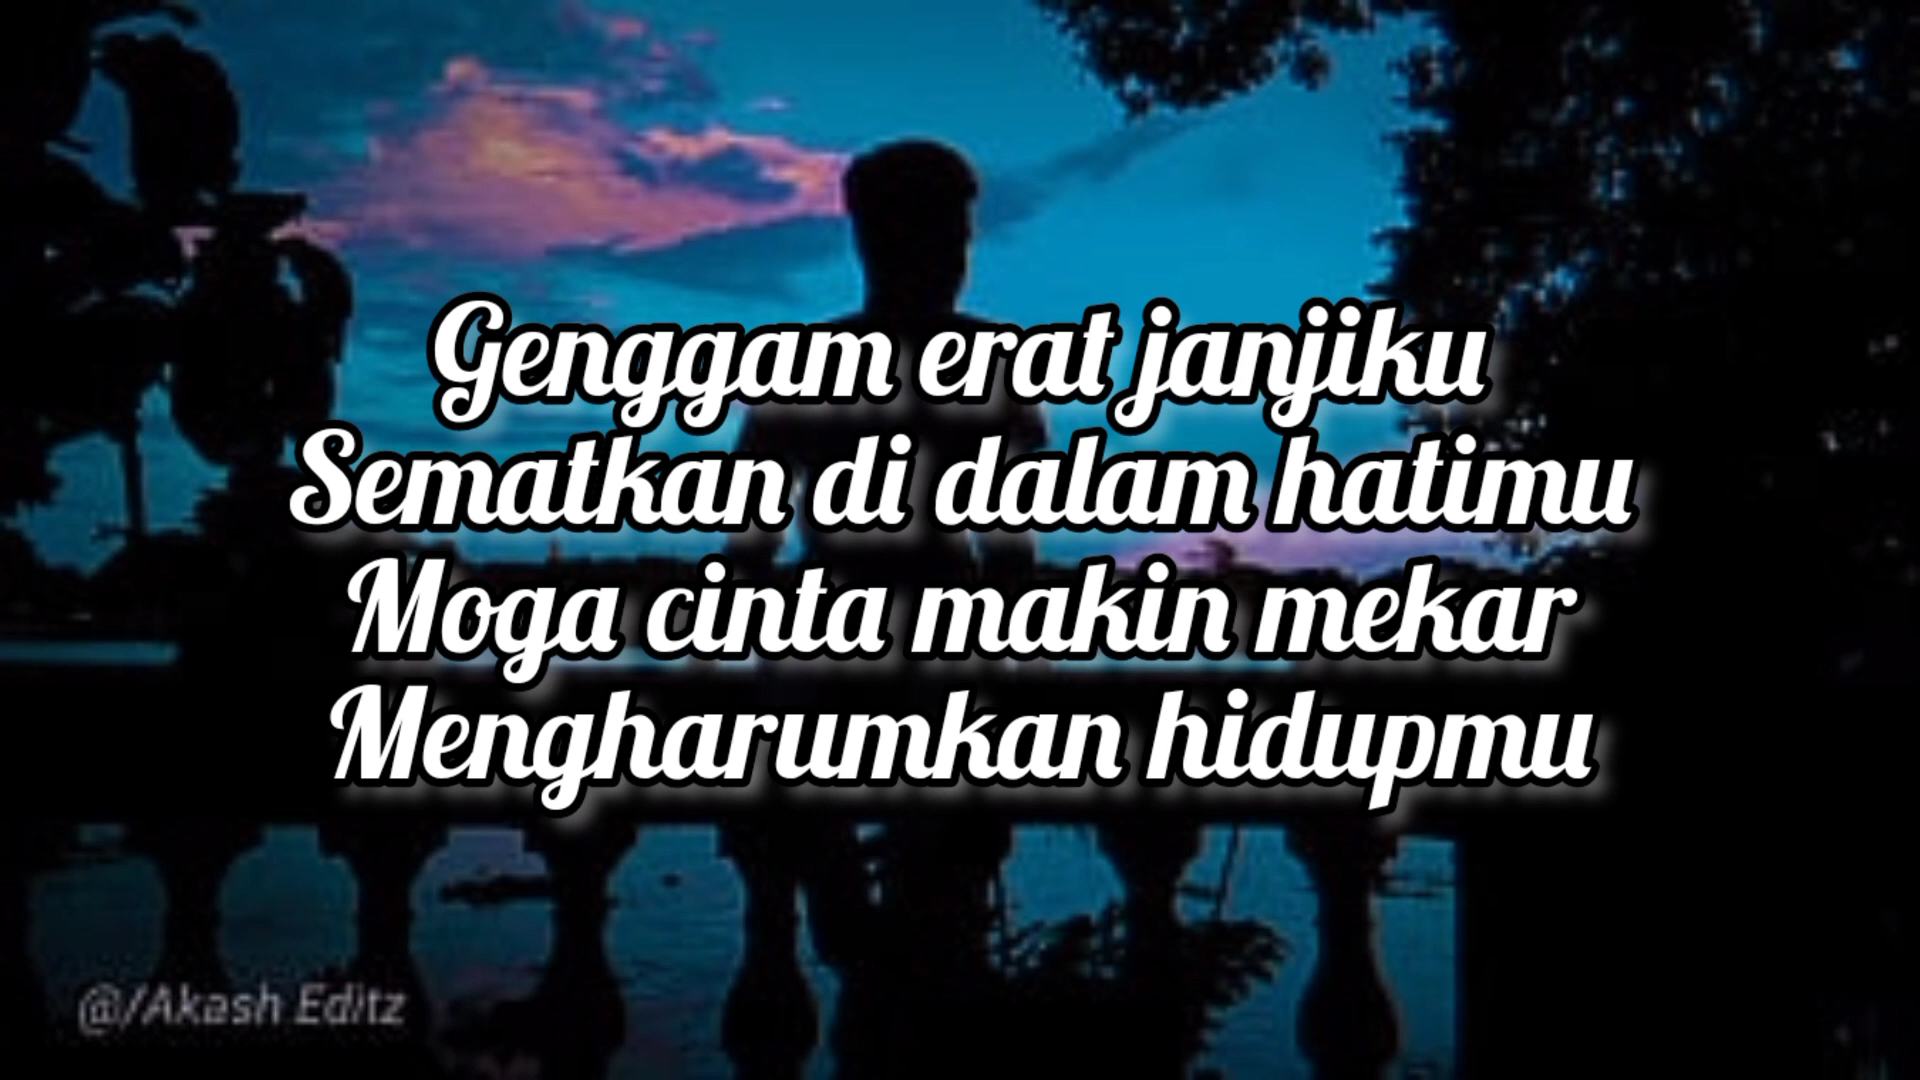 Genggam erat janjiku
Sematkan di dalam hatimu
Moga cinta makin mekar
Mengharumkan hidupmu
@/Akash Editz